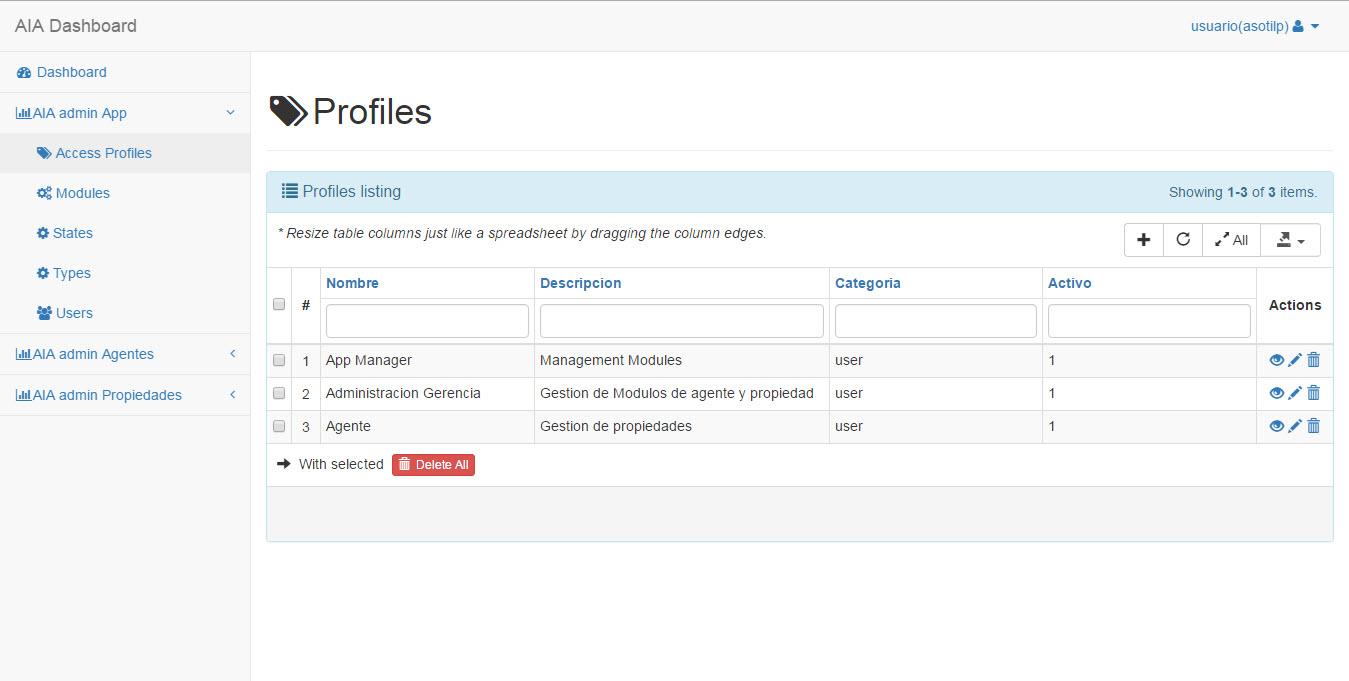 AIA Dashboard
usuario(asotilp)
Dashboard
AIA admin App
Access Profiles
Modules
States
Types
Users
AIA admin Agentes
AIA admin Propiedades
Profiles
Profiles listing
Showing 1-3 of 3 items.
* Resize table columns just like a spreadsheet by dragging the column edges.
All
# Nombre Descripcion Categoria Activo Actions
1 App Manager Management Modules user 1
2 Administracion Gerencia Gestion de Modulos de agente y propiedad user 1
3 Agente Gestion de propiedades user 1
With selected Delete All